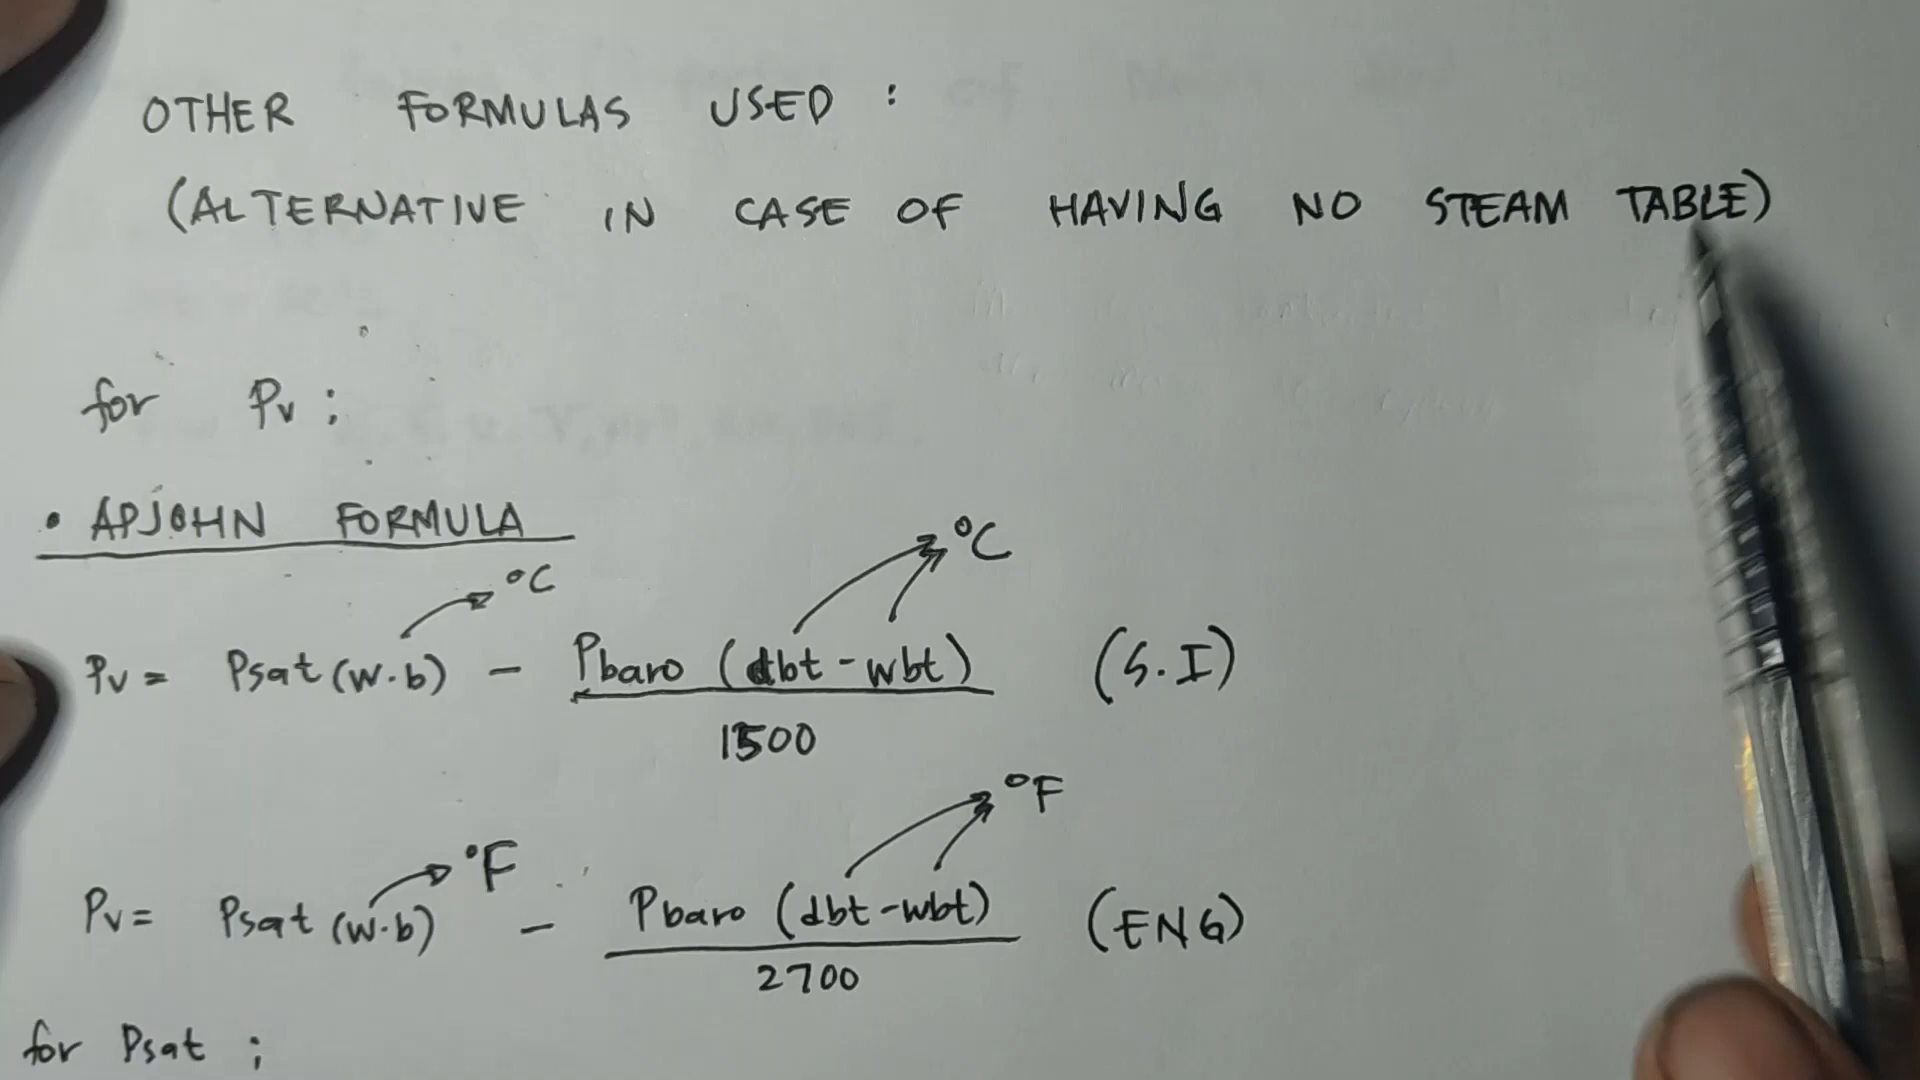 OTHER FORMULAS USED :
(ALTERNATIVE IN CASE OF HAVING NO STEAM TABLE)
for Pv ;
• APJOHN FORMULA
°C
°C
Pv = Psat (w.b) - Pbaro (dbt - wbt) (S.I)
1500
°F
°F
Pv = Psat (w.b) - Pbaro (dbt - wbt) (ENG)
2700
for Psat ;